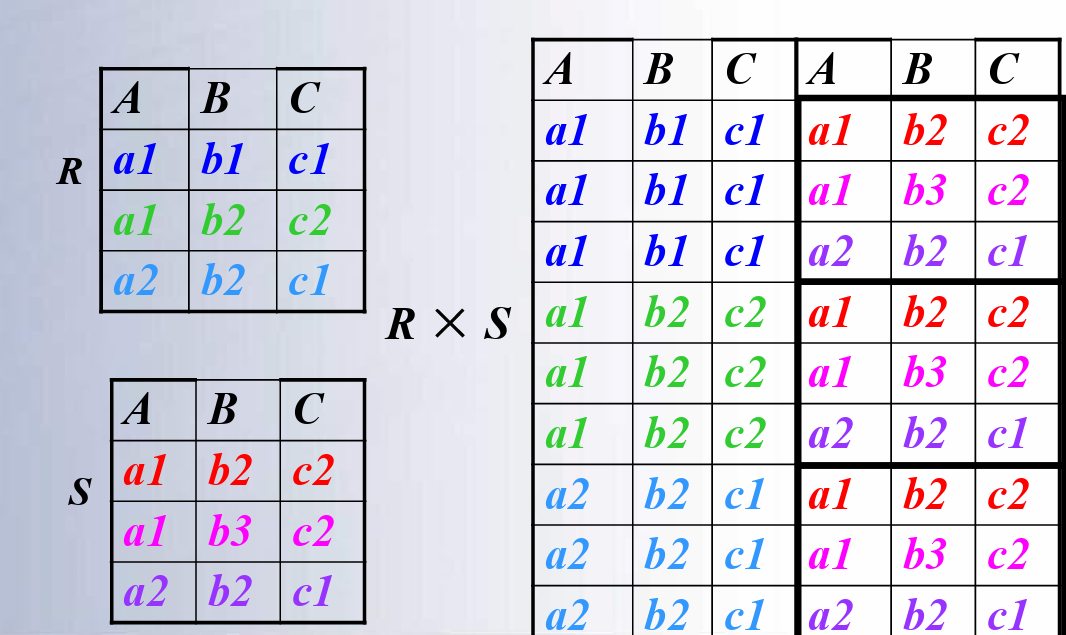 R
A B C
a1 b1 c1
a1 b2 c2
a2 b2 c1
S
A B C
a1 b2 c2
a1 b3 c2
a2 b2 c1
R × S
A B C A B C
a1 b1 c1 a1 b2 c2
a1 b1 c1 a1 b3 c2
a1 b1 c1 a2 b2 c1
a1 b2 c2 a1 b2 c2
a1 b2 c2 a1 b3 c2
a1 b2 c2 a2 b2 c1
a2 b2 c1 a1 b2 c2
a2 b2 c1 a1 b3 c2
a2 b2 c1 a2 b2 c1